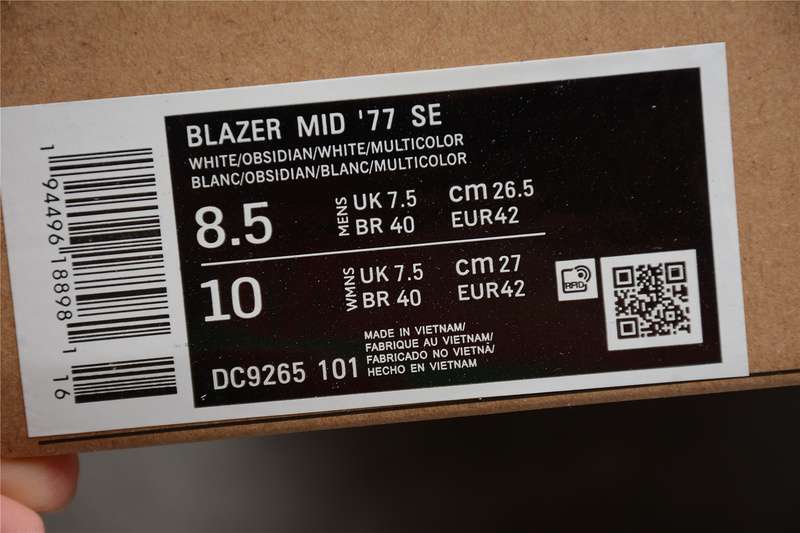 BLAZER MID '77 SE
WHITE/OBSIDIAN/WHITE/MULTICOLOR
BLANC/OBSIDIAN/BLANC/MULTICOLOR
8.5 MENS UK 7.5 cm 26.5
BR 40 EUR42
10 WMNS UK 7.5 cm 27
BR 40 EUR42
RFID
DC9265 101
MADE IN VIETNAM/
FABRIQUE AU VIETNAM/
FABRICADO NO VIETNÃ/
HECHO EN VIETNAM
1 94496 18898 1 16